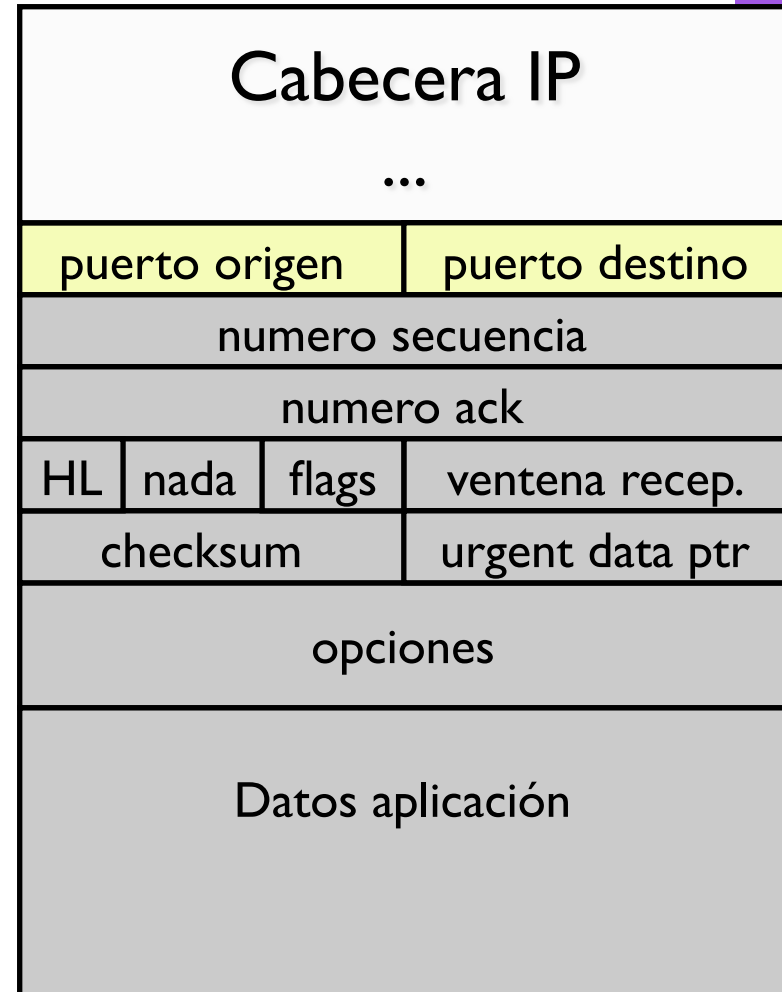 Cabecera IP
...
puerto origen puerto destino
numero secuencia
numero ack
HL nada flags ventena recep.
checksum urgent data ptr
opciones
Datos aplicación